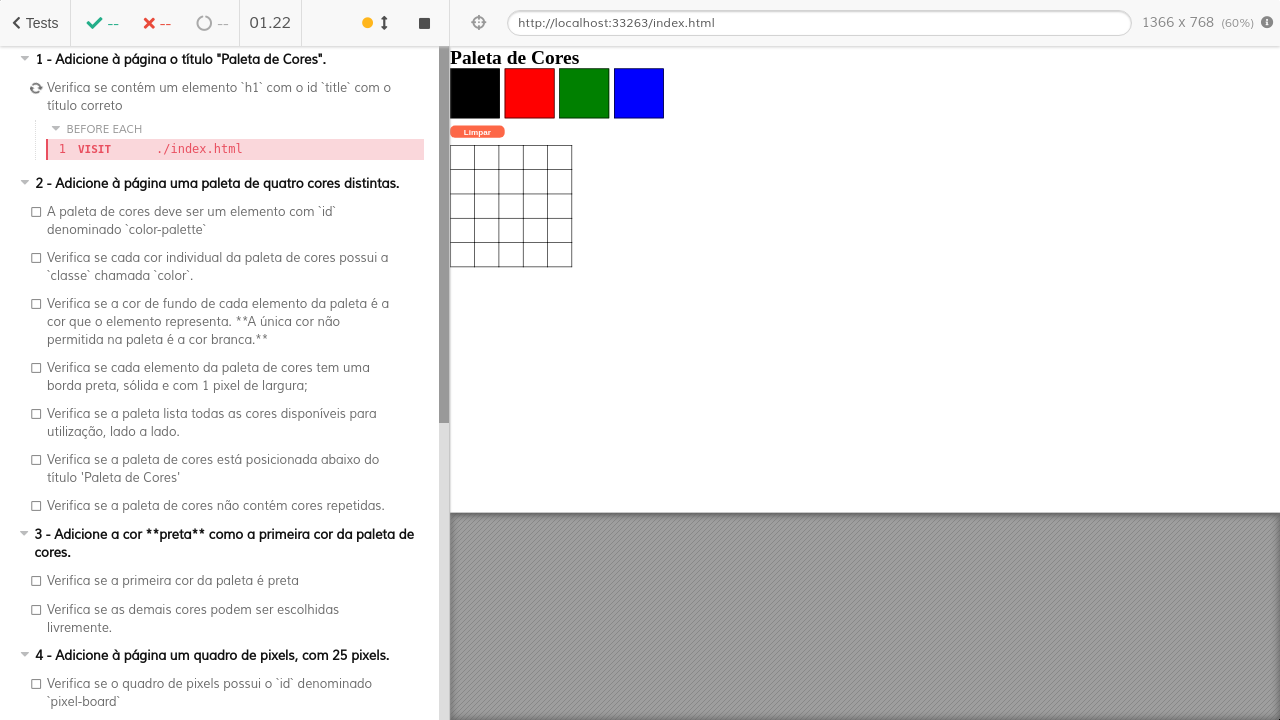 Tests -- -- -- 01.22 http://localhost:33263/index.html 1366 x 768 (60%)
1 - Adicione à página o título "Paleta de Cores".
Verifica se contém um elemento `h1` com o id `title` com o
título correto
BEFORE EACH
1 VISIT ./index.html
2 - Adicione à página uma paleta de quatro cores distintas.
A paleta de cores deve ser um elemento com `id`
denominado `color-palette`
Verifica se cada cor individual da paleta de cores possui a
`classe` chamada `color`.
Verifica se a cor de fundo de cada elemento da paleta é a
cor que o elemento representa. **A única cor não
permitida na paleta é a cor branca.**
Verifica se cada elemento da paleta de cores tem uma
borda preta, sólida e com 1 pixel de largura;
Verifica se a paleta lista todas as cores disponíveis para
utilização, lado a lado.
Verifica se a paleta de cores está posicionada abaixo do
título 'Paleta de Cores'
Verifica se a paleta de cores não contém cores repetidas.
3 - Adicione a cor **preta** como a primeira cor da paleta de
cores.
Verifica se a primeira cor da paleta é preta
Verifica se as demais cores podem ser escolhidas
livremente.
4 - Adicione à página um quadro de pixels, com 25 pixels.
Verifica se o quadro de pixels possui o `id` denominado
`pixel-board`
Paleta de Cores
Limpar